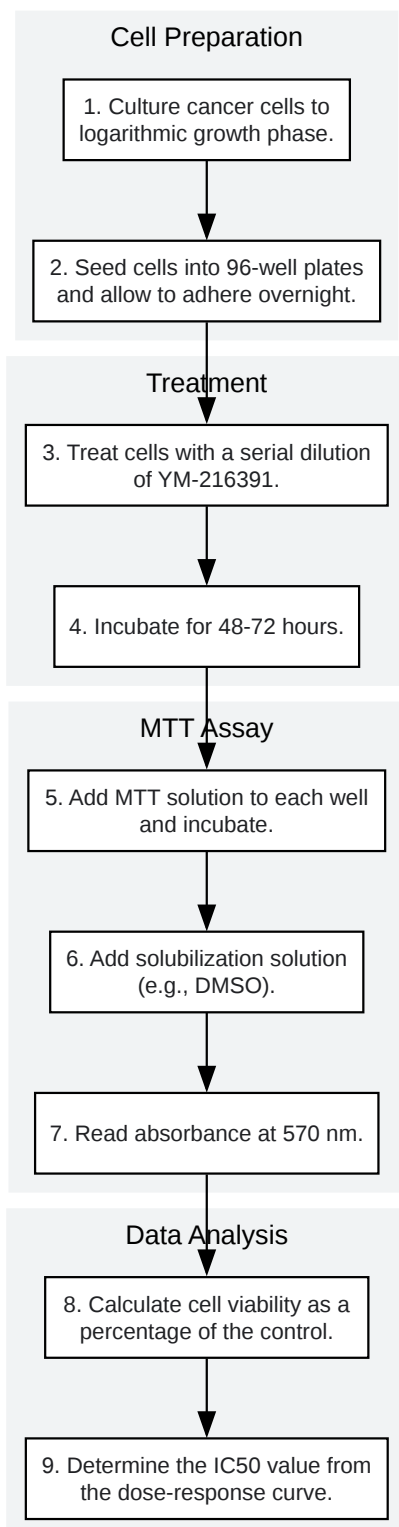 Cell Preparation
1. Culture cancer cells to
logarithmic growth phase.
2. Seed cells into 96-well plates
and allow to adhere overnight.
Treatment
3. Treat cells with a serial dilution
of YM-216391.
4. Incubate for 48-72 hours.
MTT Assay
5. Add MTT solution to each well
and incubate.
6. Add solubilization solution
(e.g., DMSO).
7. Read absorbance at 570 nm.
Data Analysis
8. Calculate cell viability as a
percentage of the control.
9. Determine the IC50 value from
the dose-response curve.